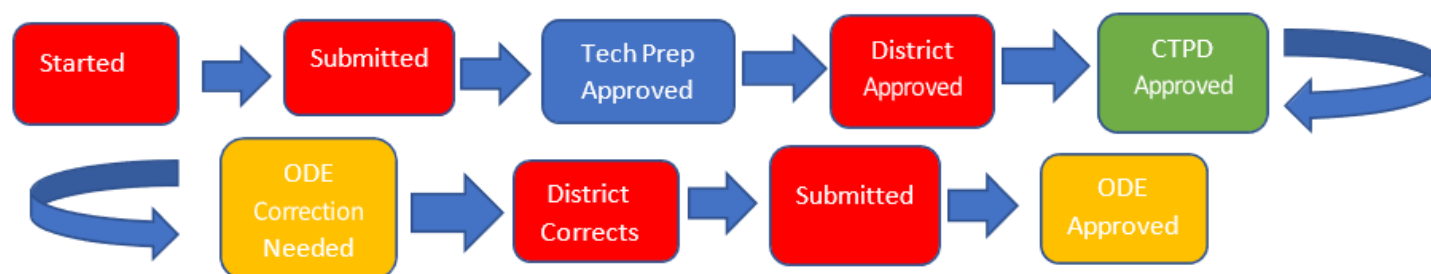 Started
Submitted
Tech Prep
Approved
District
Approved
CTPD
Approved
ODE
Correction
Needed
District
Corrects
Submitted
ODE
Approved